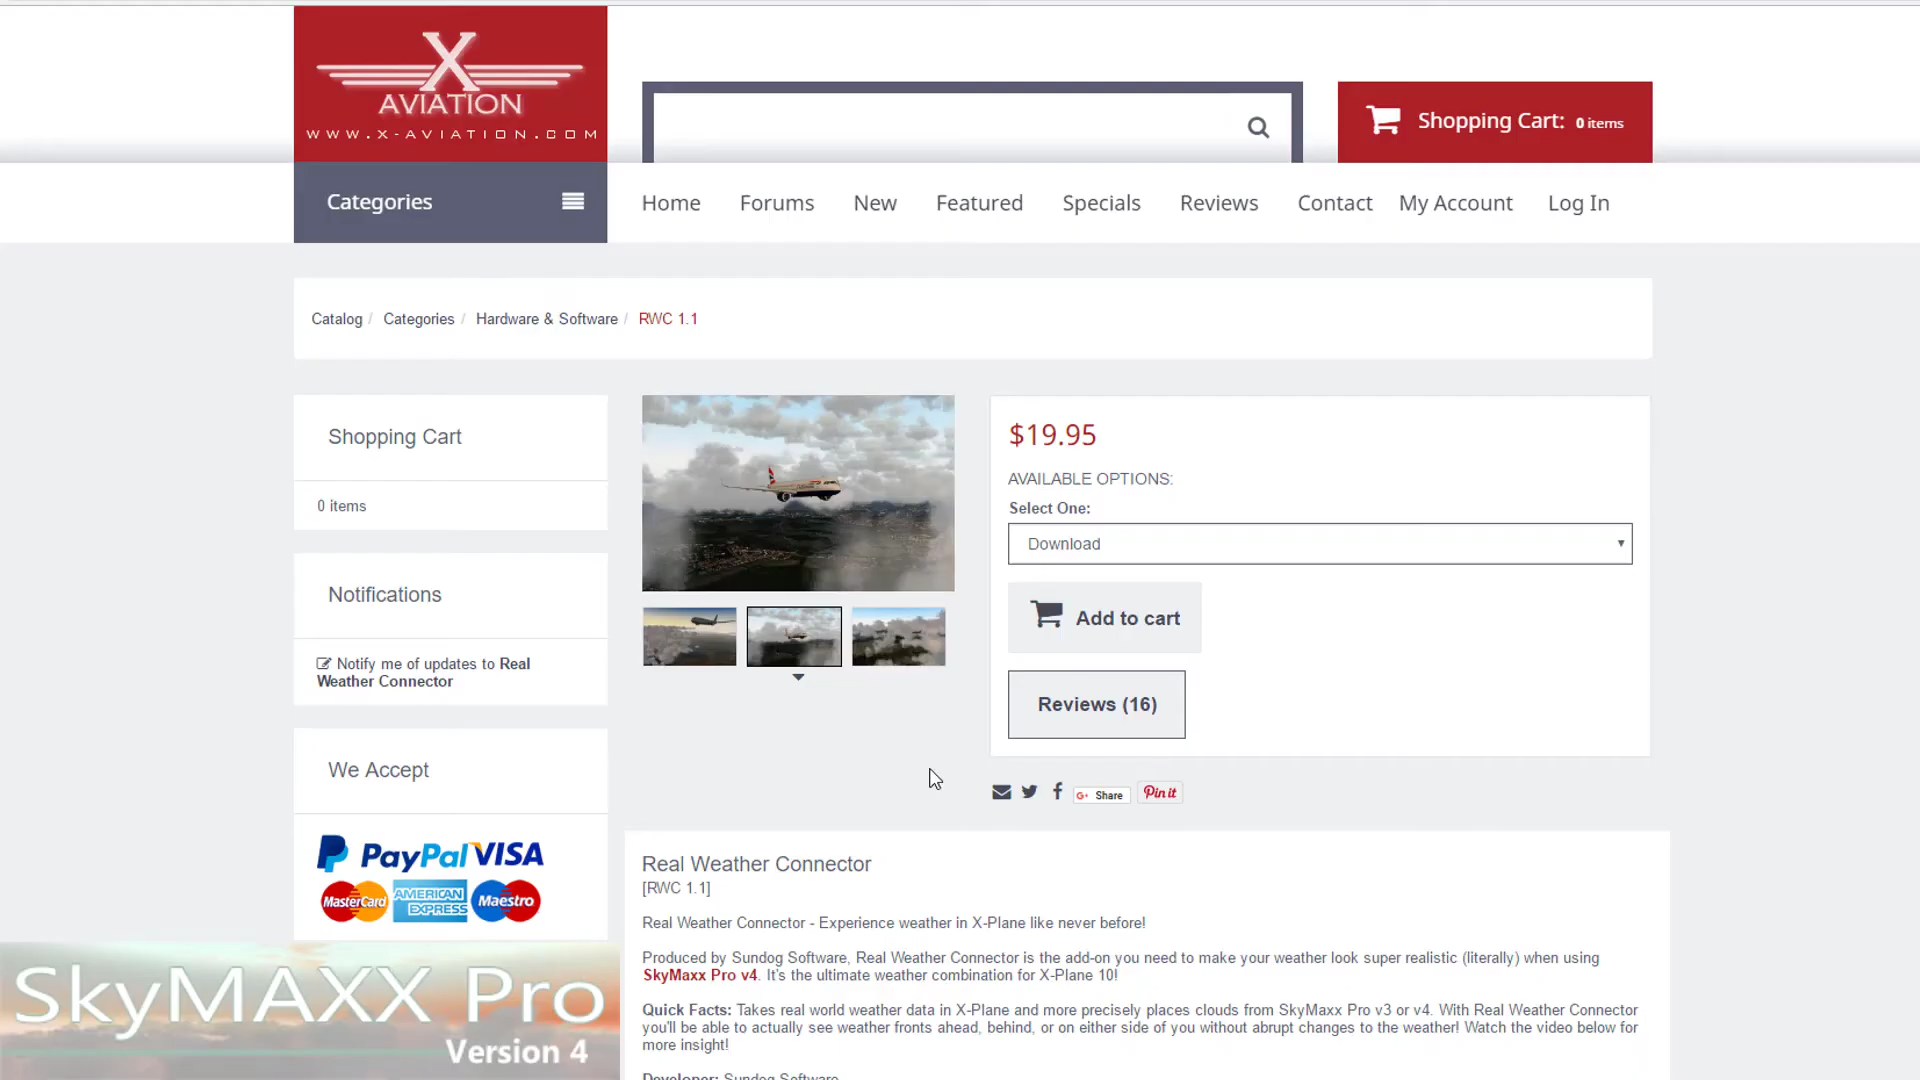 X
AVIATION
WWW.X-AVIATION.COM
Shopping Cart: 0 items
Categories
Home Forums New Featured Specials Reviews Contact My Account Log In
Catalog / Categories / Hardware & Software / RWC 1.1
Shopping Cart
0 items
Notifications
Notify me of updates to Real
Weather Connector
We Accept
PayPal VISA
MasterCard AMERICAN EXPRESS Maestro
SkyMAXX Pro
Version 4
$19.95
AVAILABLE OPTIONS:
Select One:
Download
Add to cart
Reviews (16)
G+ Share Pin it
Real Weather Connector
[RWC 1.1]
Real Weather Connector - Experience weather in X-Plane like never before!
Produced by Sundog Software, Real Weather Connector is the add-on you need to make your weather look super realistic (literally) when using
SkyMaxx Pro v4. It's the ultimate weather combination for X-Plane 10!
Quick Facts: Takes real world weather data in X-Plane and more precisely places clouds from SkyMaxx Pro v3 or v4. With Real Weather Connector
you'll be able to actually see weather fronts ahead, behind, or on either side of you without abrupt changes to the weather! Watch the video below for
more insight!
Developer: Sundog Software